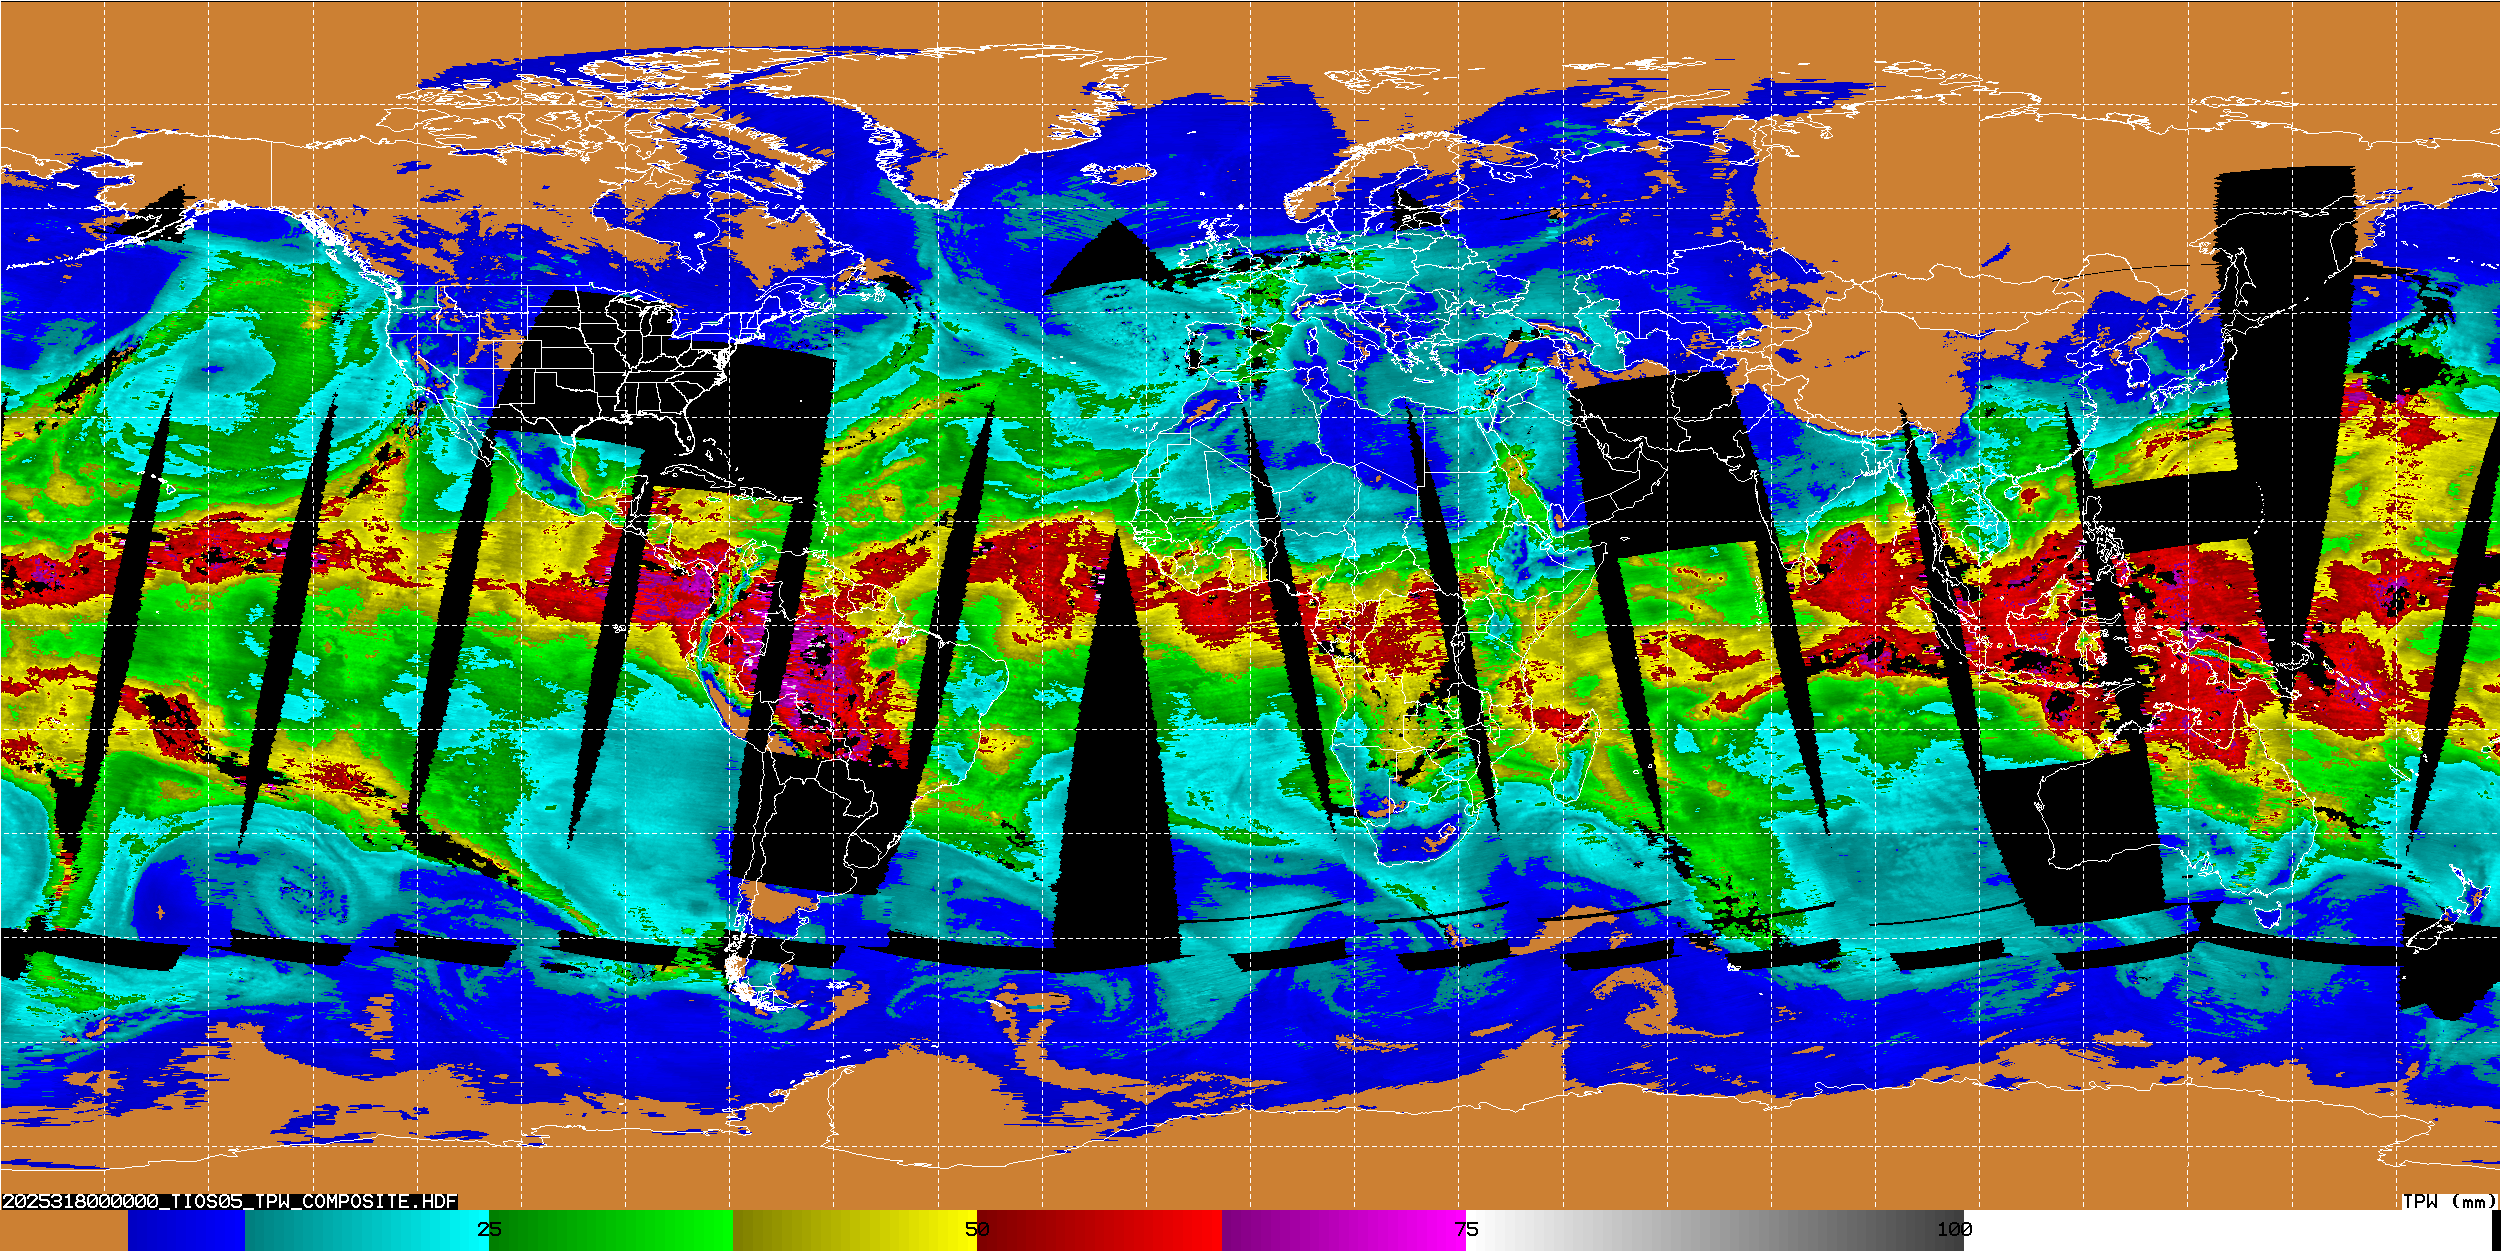 2025318000000_TIOS05_TPW_COMPOSITE.HDF
TPW (mm)
25 50 75 100